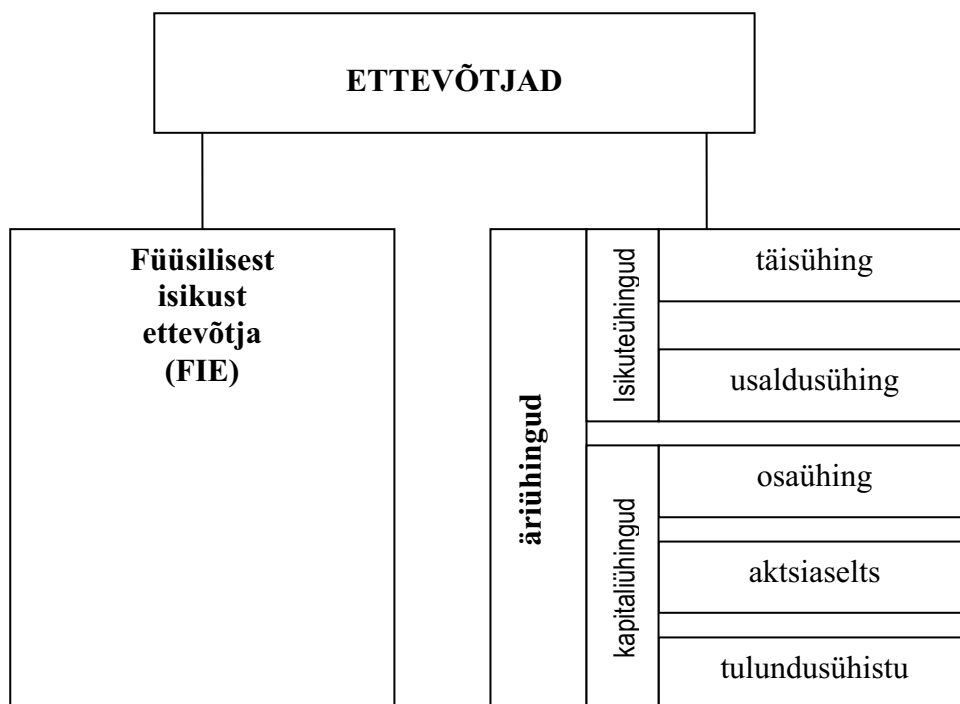 ETTEVÕTJAD
Füüsilisest
isikust
ettevõtja
(FIE)
äriühingud
Isikuteühingud
täisühing
usaldusühing
kapitaliühingud
osaühing
aktsiaselts
tulundusühistu